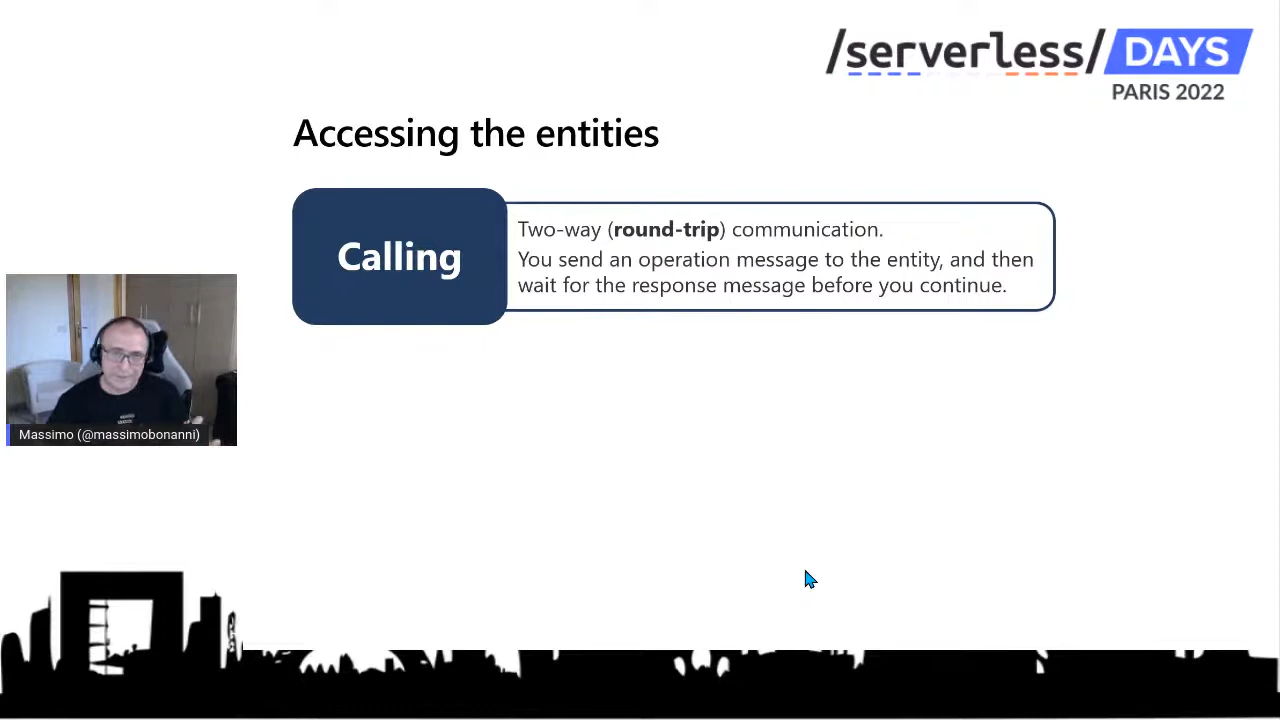 /serverless/ DAYS
PARIS 2022
Accessing the entities
Calling
Two-way (round-trip) communication.
You send an operation message to the entity, and then
wait for the response message before you continue.
Massimo (@massimobonanni)